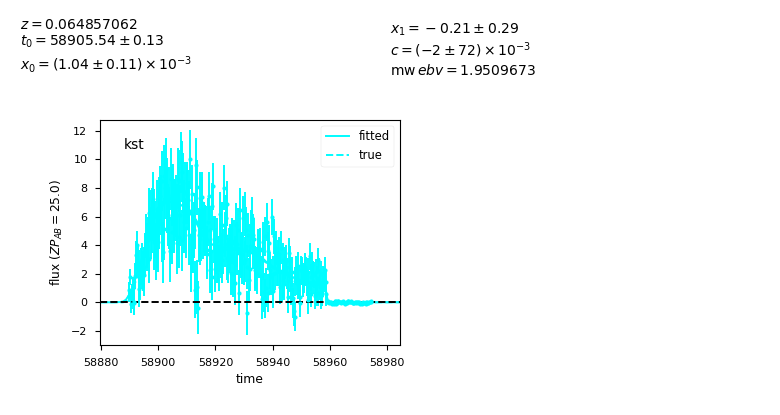 z = 0.064857062
t₀ = 58905.54 ± 0.13
x₀ = (1.04 ± 0.11) × 10⁻³
x₁ = −0.21 ± 0.29
c = (−2 ± 72) × 10⁻³
mw ebv = 1.9509673
kst
fitted
true
flux (ZP_AB = 25.0)
12
10
8
6
4
2
0
−2
58880 58900 58920 58940 58960 58980
time